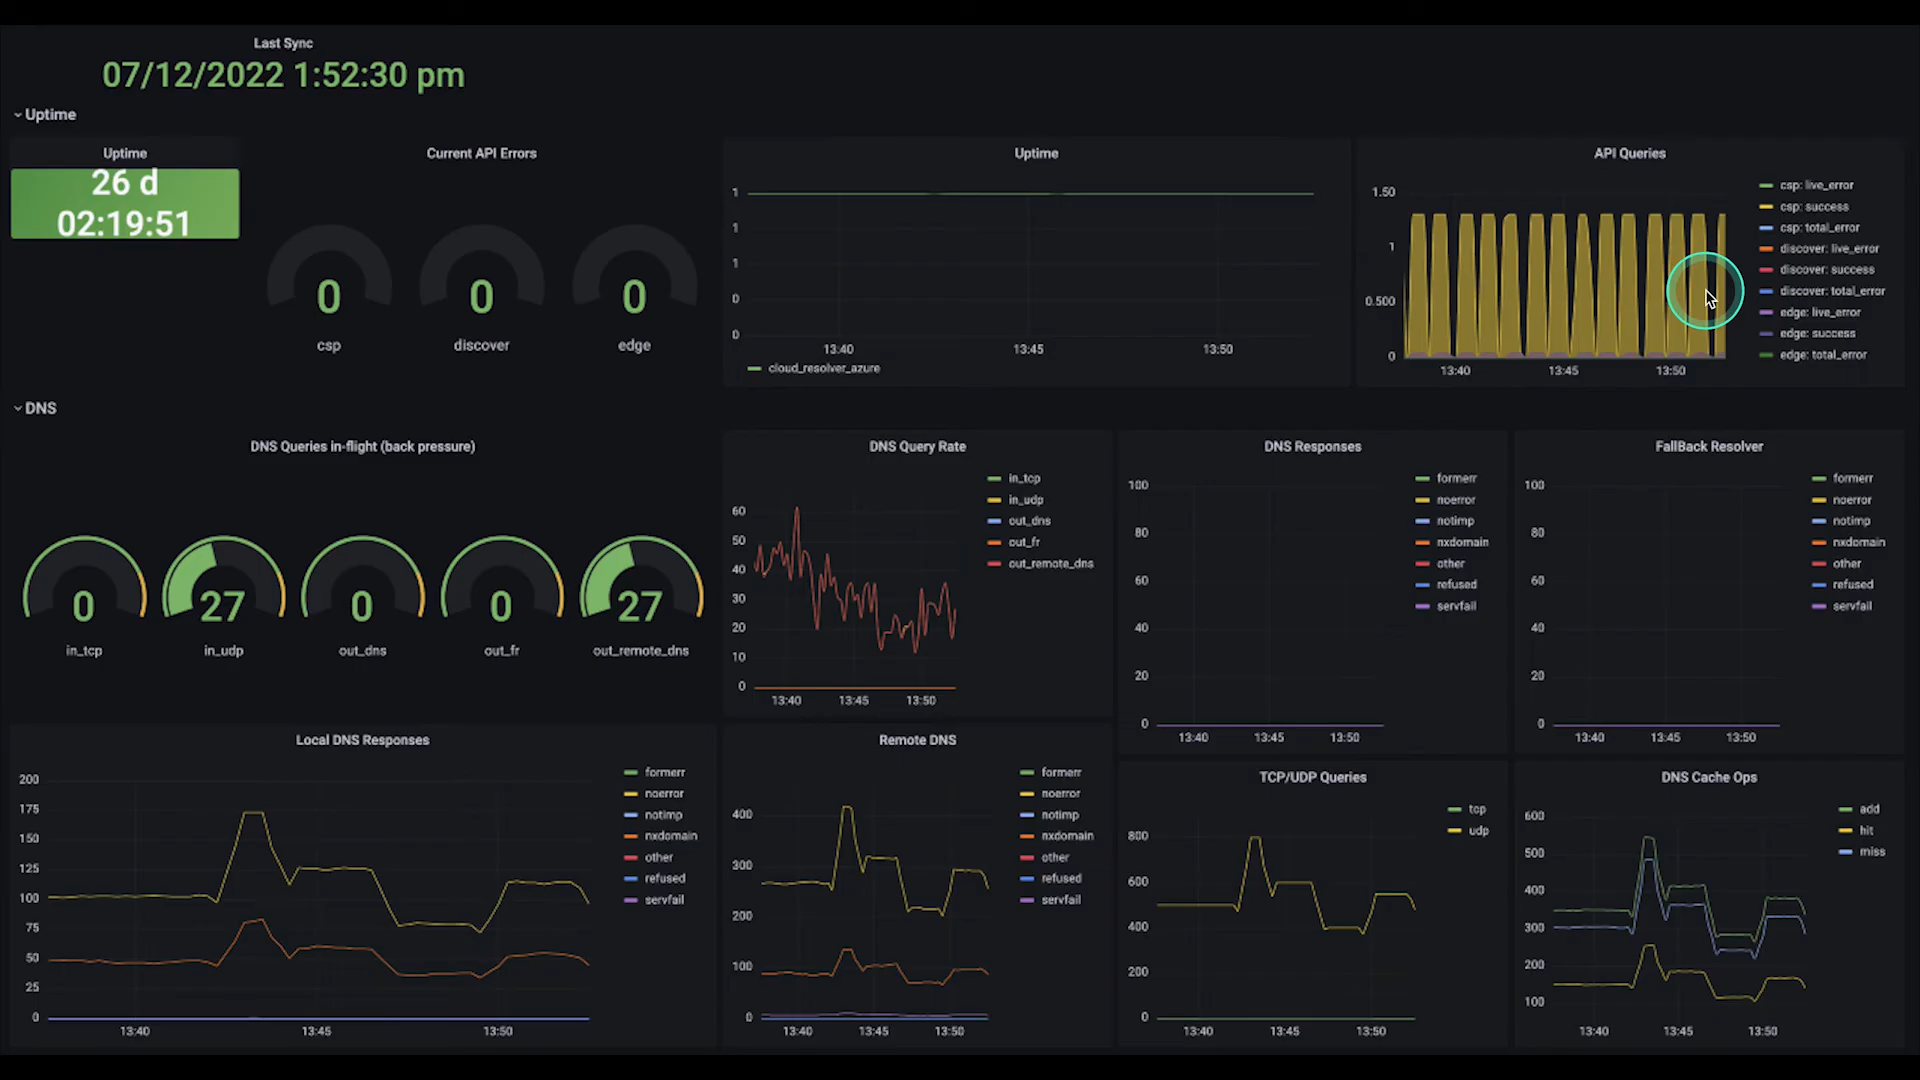 Last Sync
07/12/2022 1:52:30 pm
Uptime
Uptime
26 d
02:19:51
Current API Errors
0
csp
0
discover
0
edge
Uptime
1
1
1
0
0
13:40
13:45
13:50
cloud_resolver_azure
API Queries
1.50
1
0.500
0
13:40
13:45
13:50
csp: live_error
csp: success
csp: total_error
discover: live_error
discover: success
discover: total_error
edge: live_error
edge: success
edge: total_error
DNS
DNS Queries in-flight (back pressure)
0
in_tcp
27
in_udp
0
out_dns
0
out_fr
27
out_remote_dns
DNS Query Rate
60
50
40
30
20
10
0
13:40
13:45
13:50
in_tcp
in_udp
out_dns
out_fr
out_remote_dns
DNS Responses
100
80
60
40
20
0
13:40
13:45
13:50
formerr
noerror
notimp
nxdomain
other
refused
servfail
FallBack Resolver
100
80
60
40
20
0
13:40
13:45
13:50
formerr
noerror
notimp
nxdomain
other
refused
servfail
Local DNS Responses
200
175
150
125
100
75
50
25
0
13:40
13:45
13:50
formerr
noerror
notimp
nxdomain
other
refused
servfail
Remote DNS
400
300
200
100
0
13:40
13:45
13:50
formerr
noerror
notimp
nxdomain
other
refused
servfail
TCP/UDP Queries
800
600
400
200
0
13:40
13:45
13:50
tcp
udp
DNS Cache Ops
600
500
400
300
200
100
13:40
13:45
13:50
add
hit
miss